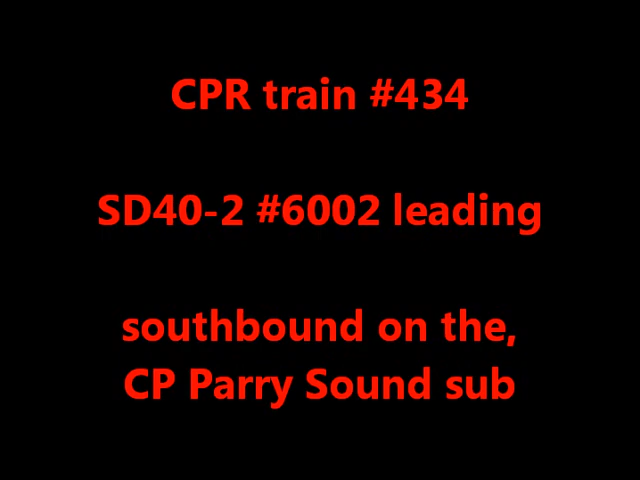 CPR train #434
SD40-2 #6002 leading
southbound on the,
CP Parry Sound sub